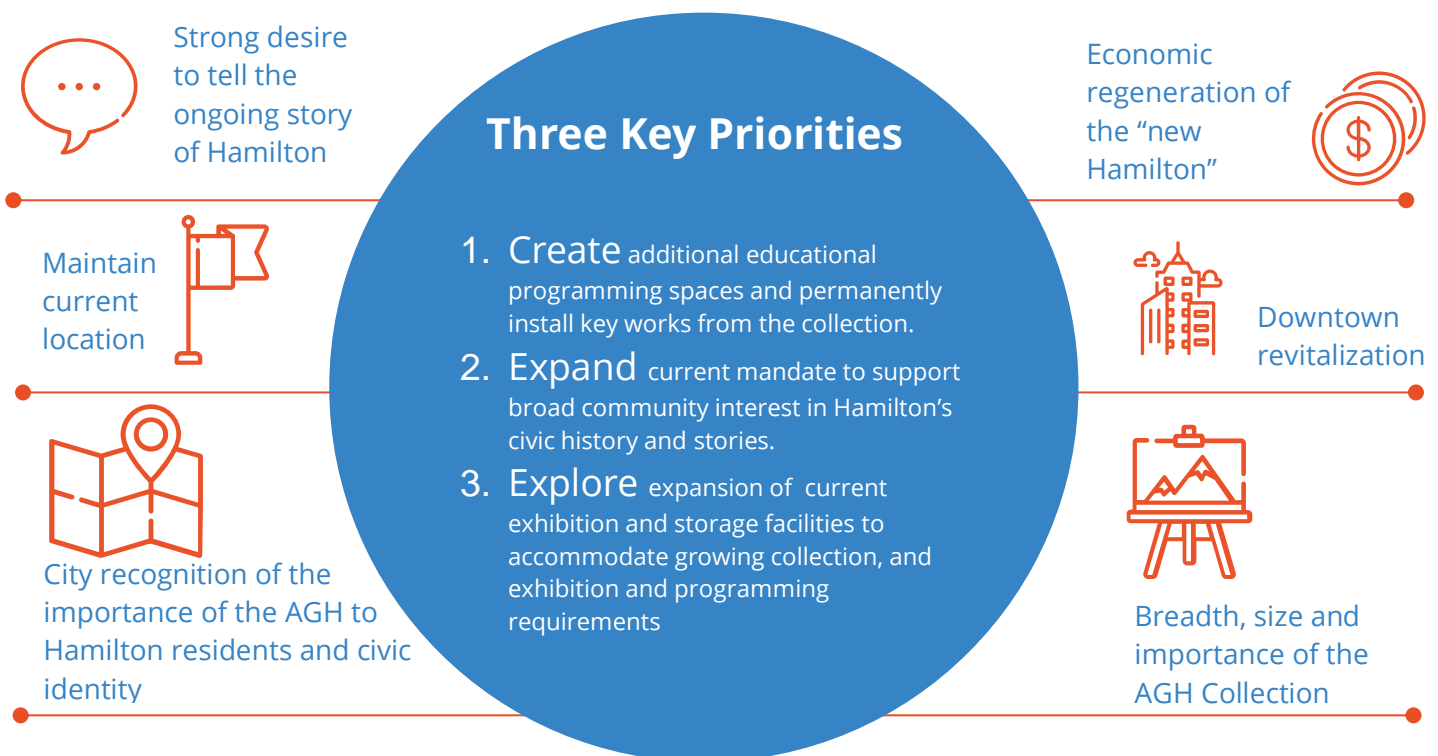 Strong desire
to tell the
ongoing story
of Hamilton
Maintain
current
location
City recognition of the
importance of the AGH to
Hamilton residents and civic
identity
Three Key Priorities
1. Create additional educational
programming spaces and permanently
install key works from the collection.
2. Expand current mandate to support
broad community interest in Hamilton’s
civic history and stories.
3. Explore expansion of current
exhibition and storage facilities to
accommodate growing collection, and
exhibition and programming
requirements
Economic
regeneration of
the “new
Hamilton”
$
Downtown
revitalization
Breadth, size and
importance of the
AGH Collection